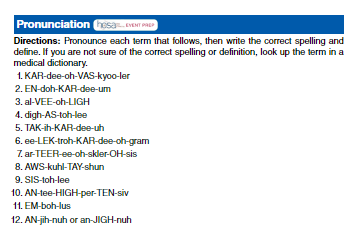 Pronunciation hosa EVENT PREP
Directions: Pronounce each term that follows, then write the correct spelling and
define. If you are not sure of the correct spelling or definition, look up the term in a
medical dictionary.
1. KAR-dee-oh-VAS-kyoo-ler
2. EN-doh-KAR-dee-um
3. al-VEE-oh-LIGH
4. digh-AS-toh-lee
5. TAK-ih-KAR-dee-uh
6. ee-LEK-troh-KAR-dee-oh-gram
7. ar-TEER-ee-oh-skler-OH-sis
8. AWS-kuhl-TAY-shun
9. SIS-toh-lee
10. AN-tee-HIGH-per-TEN-siv
11. EM-boh-lus
12. AN-jih-nuh or an-JIGH-nuh